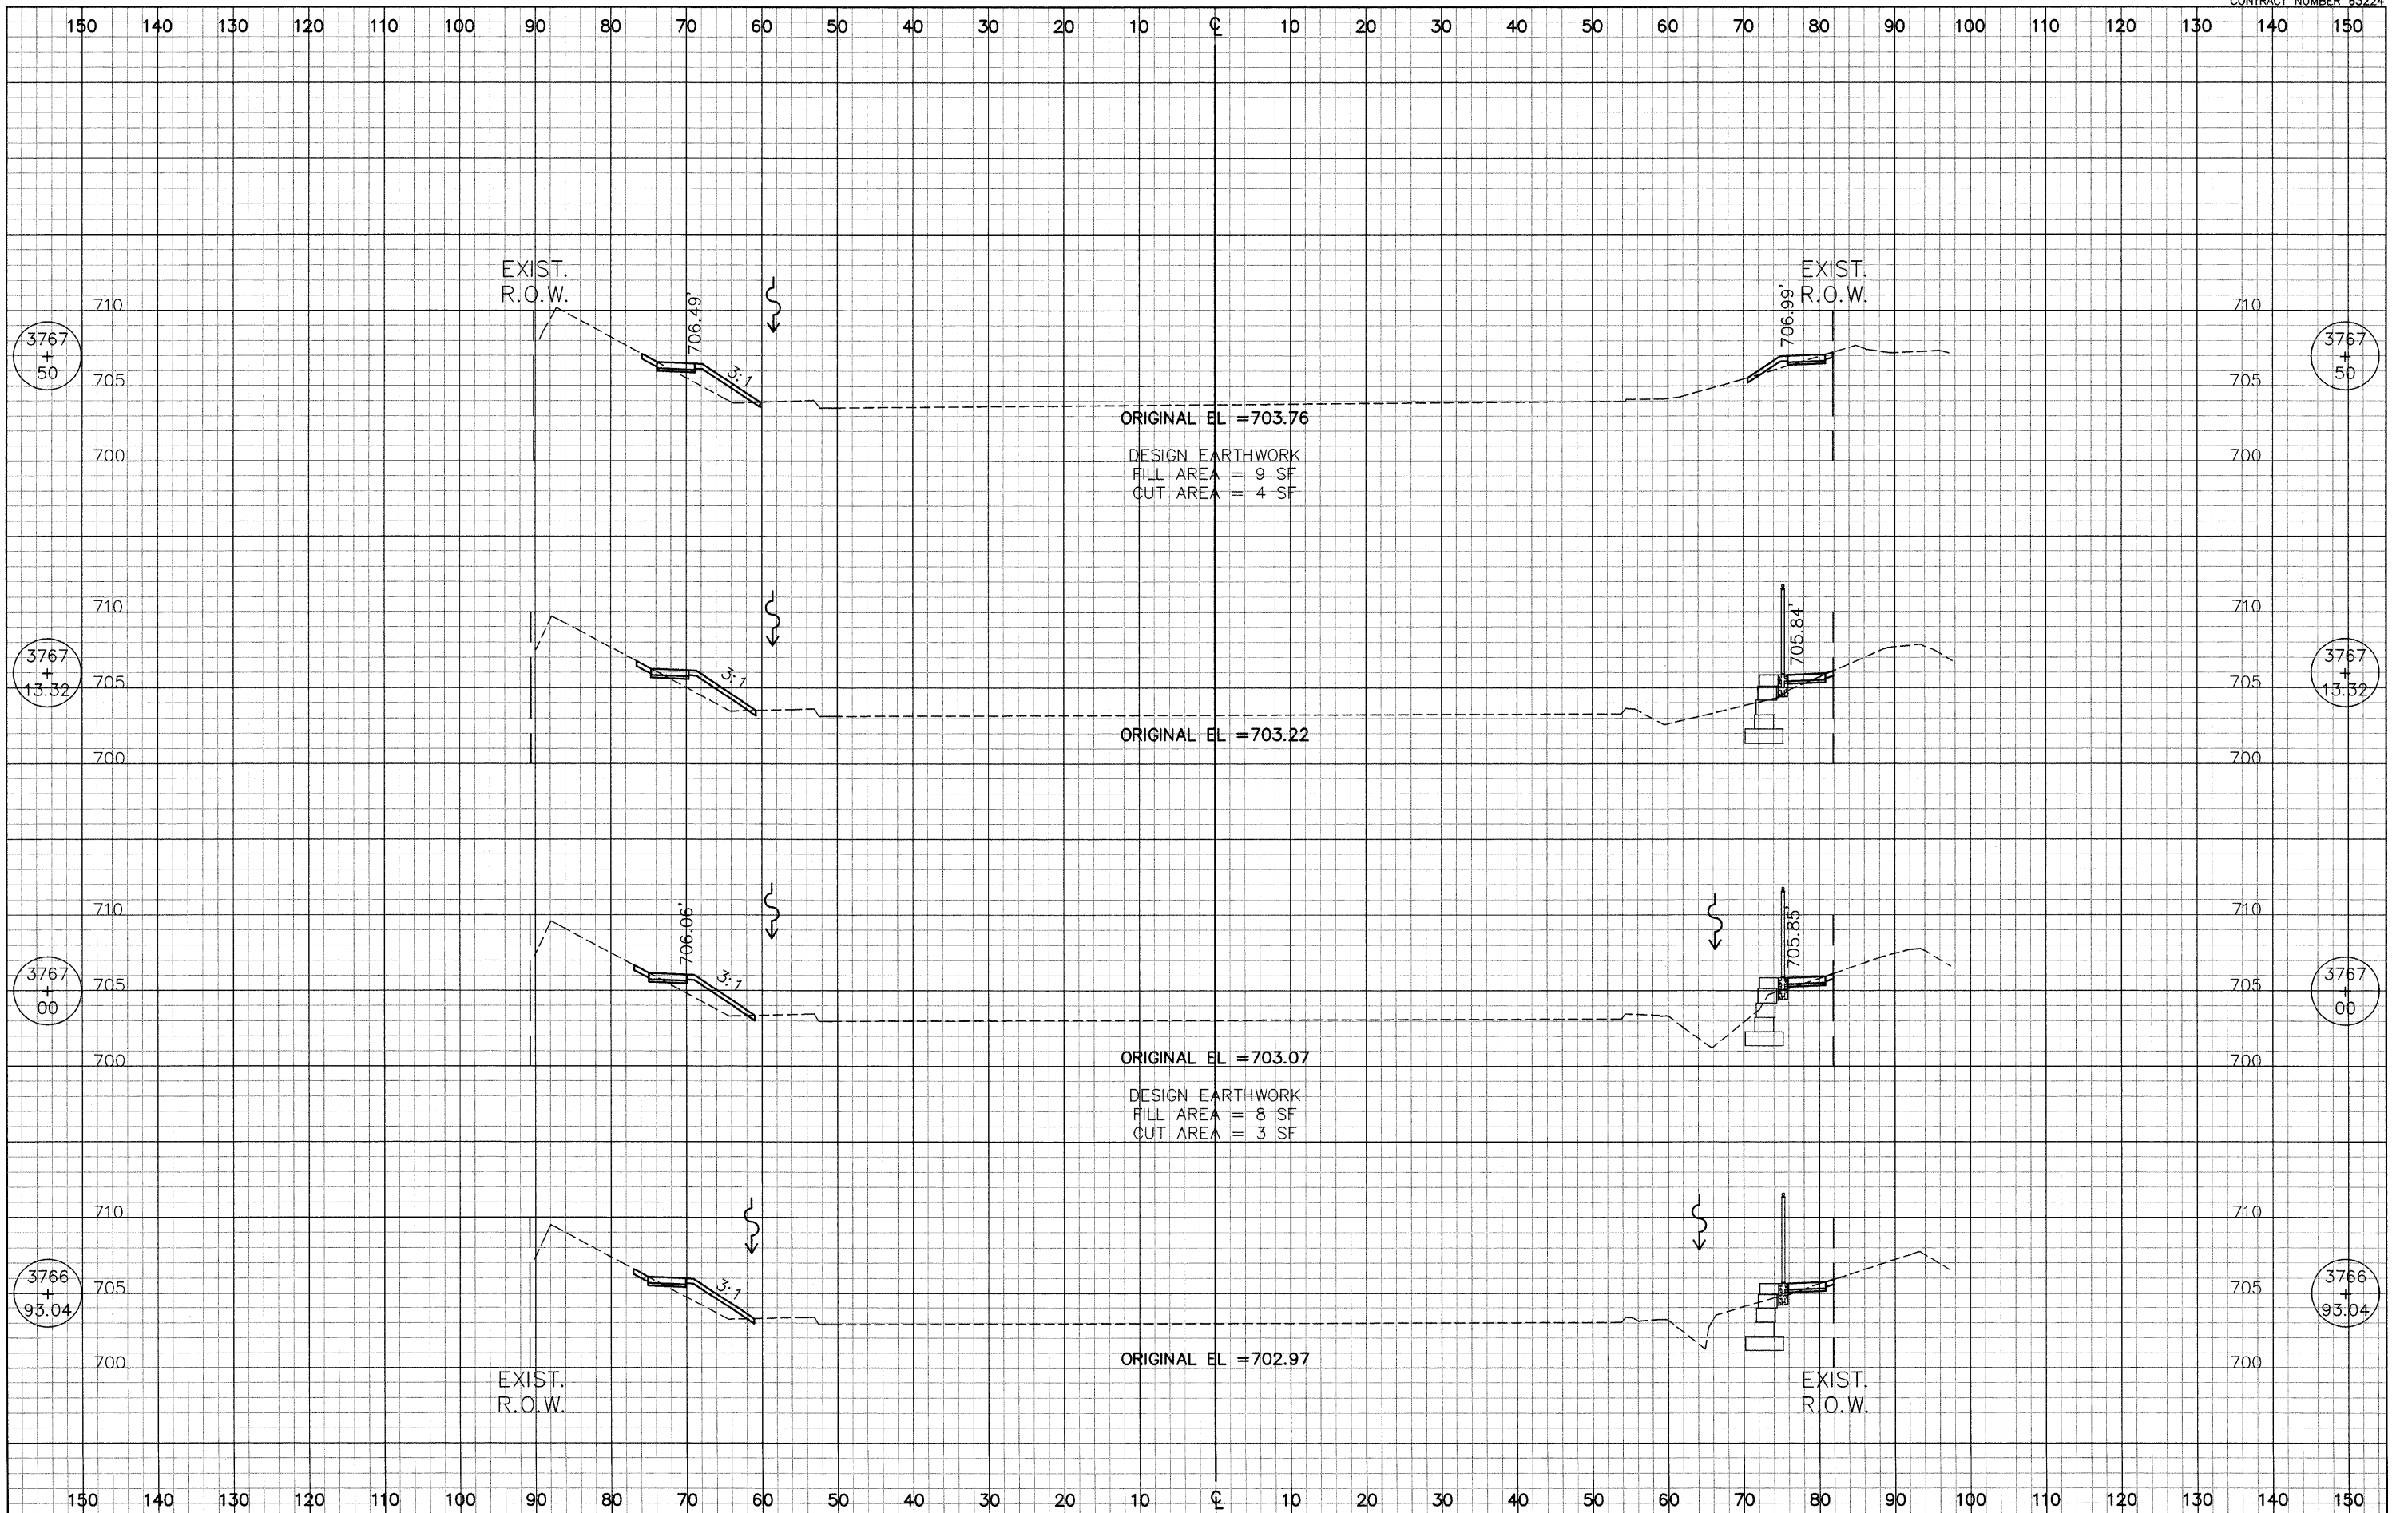 CONTRACT NUMBER 63224
150 140 130 120 110 100 90 80 70 60 50 40 30 20 10 ℄ 10 20 30 40 50 60 70 80 90 100 110 120 130 140 150
EXIST.
R.O.W.
EXIST.
R.O.W.
710
706.49'
706.99'
710
3767
+
50
3767
+
50
705
3:1
705
ORIGINAL EL =703.76
700
DESIGN EARTHWORK
FILL AREA = 9 SF
CUT AREA = 4 SF
700
710
705.84'
710
3767
+
13.32
3767
+
13.32
705
3:1
705
ORIGINAL EL =703.22
700
700
710
706.06'
705.85'
710
3767
+
00
3767
+
00
705
3:1
705
ORIGINAL EL =703.07
700
700
DESIGN EARTHWORK
FILL AREA = 8 SF
CUT AREA = 3 SF
710
710
3766
+
93.04
3766
+
93.04
705
3:1
705
ORIGINAL EL =702.97
700
700
EXIST.
R.O.W.
EXIST.
R.O.W.
150 140 130 120 110 100 90 80 70 60 50 40 30 20 10 ℄ 10 20 30 40 50 60 70 80 90 100 110 120 130 140 150